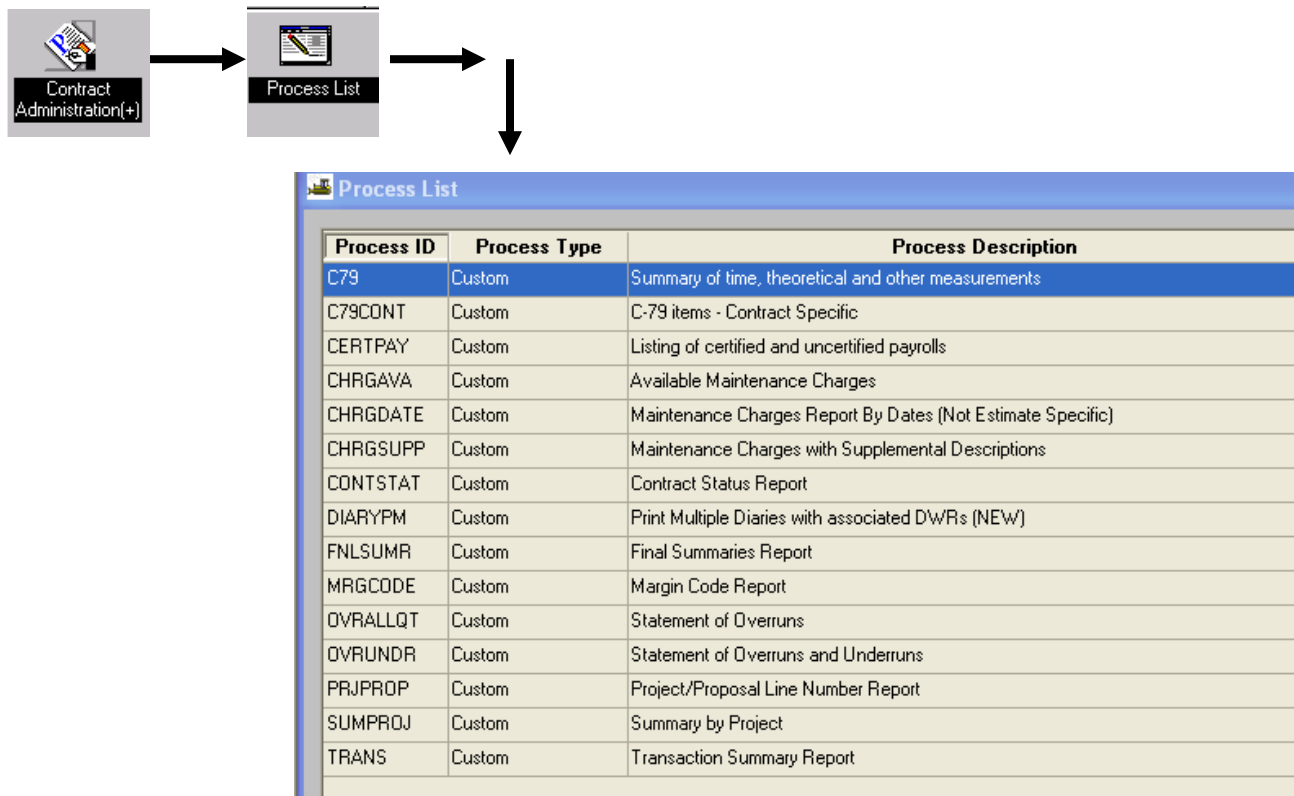 Contract
Administration(+)
Process List
Process List
Process ID Process Type Process Description
C79 Custom Summary of time, theoretical and other measurements
C79CONT Custom C-79 items - Contract Specific
CERTPAY Custom Listing of certified and uncertified payrolls
CHRGAVA Custom Available Maintenance Charges
CHRGDATE Custom Maintenance Charges Report By Dates (Not Estimate Specific)
CHRGSUPP Custom Maintenance Charges with Supplemental Descriptions
CONTSTAT Custom Contract Status Report
DIARYPM Custom Print Multiple Diaries with associated DWRs (NEW)
FNLSUMR Custom Final Summaries Report
MRGCODE Custom Margin Code Report
OVRALLQT Custom Statement of Overruns
OVRUNDR Custom Statement of Overruns and Underruns
PRJPROP Custom Project/Proposal Line Number Report
SUMPROJ Custom Summary by Project
TRANS Custom Transaction Summary Report